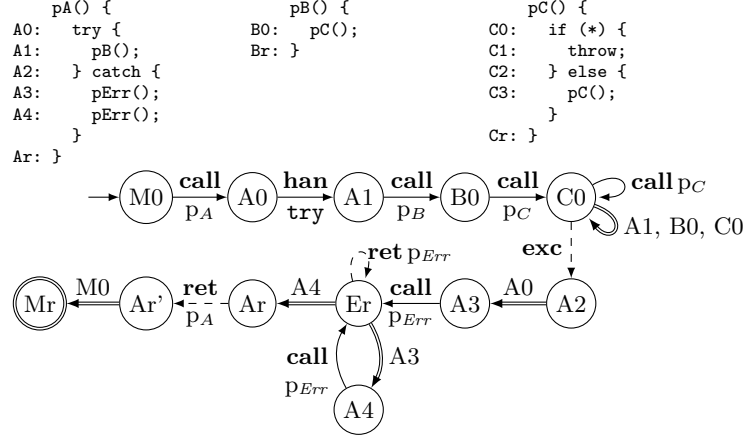 pA() {
A0: try {
A1: pB();
A2: } catch {
A3: pErr();
A4: pErr();
}
Ar: }
pB() {
B0: pC();
Br: }
pC() {
C0: if (*) {
C1: throw;
C2: } else {
C3: pC();
}
Cr: }
M0 call pA A0 han try A1 call pB B0 call pC C0 call pC
A1, B0, C0
exc
ret pErr
Mr M0 Ar' ret pA Ar A4 Er call pErr A3 A0 A2
call pErr A3
A4